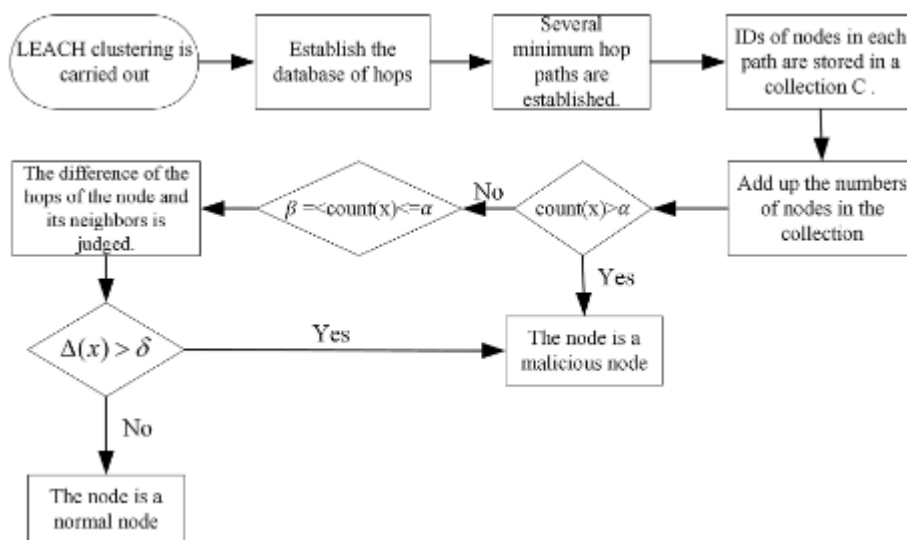 LEACH clustering is
carried out
Establish the
database of hops
Several
minimum hop
paths are
established.
IDs of nodes in each
path are stored in a
collection C .
Add up the numbers
of nodes in the
collection
count(x)>α
No
β =<count(x)<=α
The difference of the
hops of the node and
its neighbors is
judged.
Yes
The node is a
malicious node
Δ(x) > δ
Yes
No
The node is a
normal node